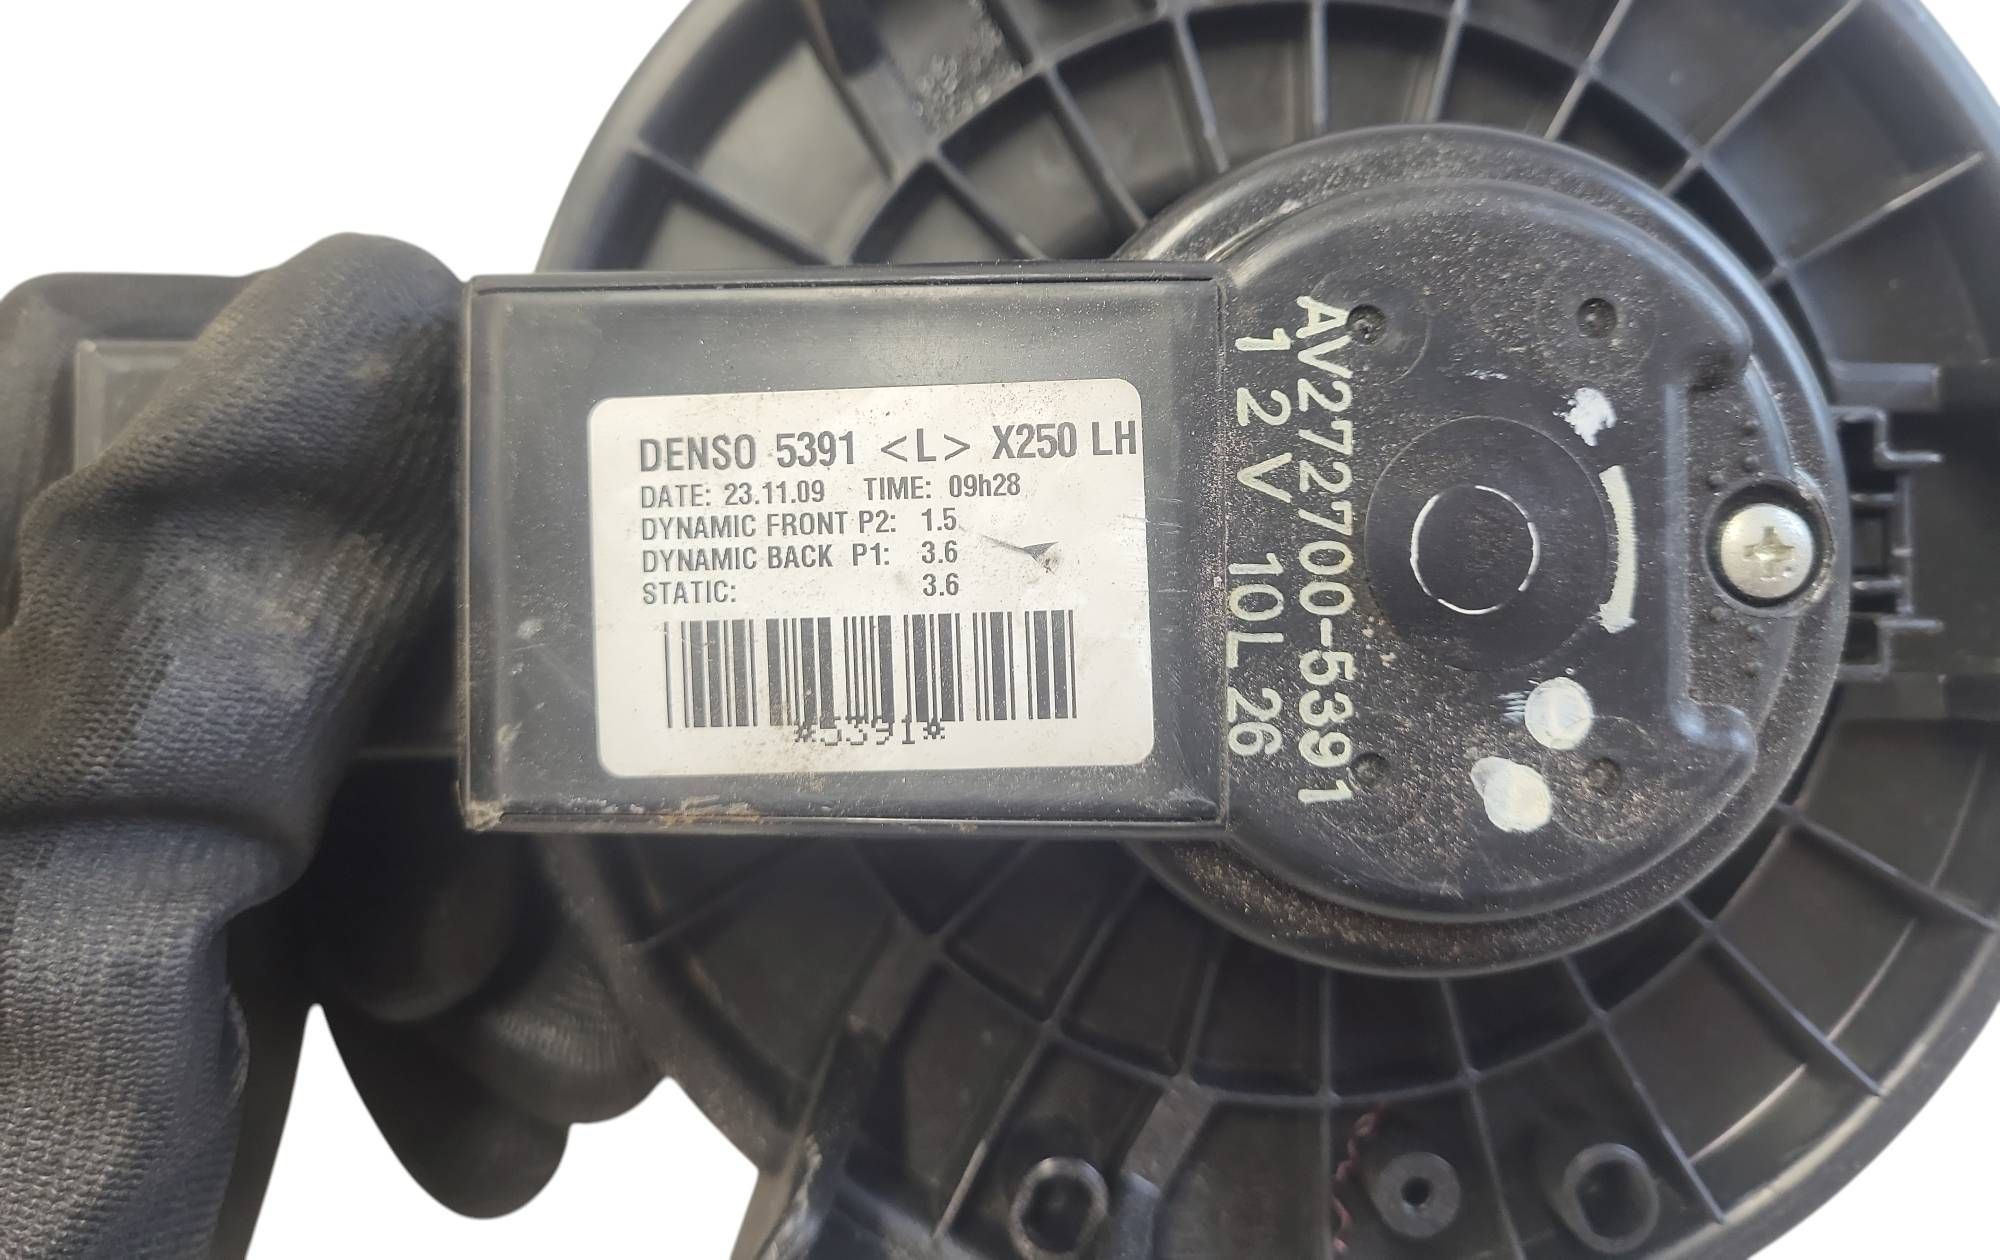 DENSO 5391 <L> X250 LH
DATE: 23.11.09 TIME: 09h28
DYNAMIC FRONT P2: 1.5
DYNAMIC BACK P1: 3.6
STATIC: 3.6
*5391*
AV272700-5391
12V 10L26